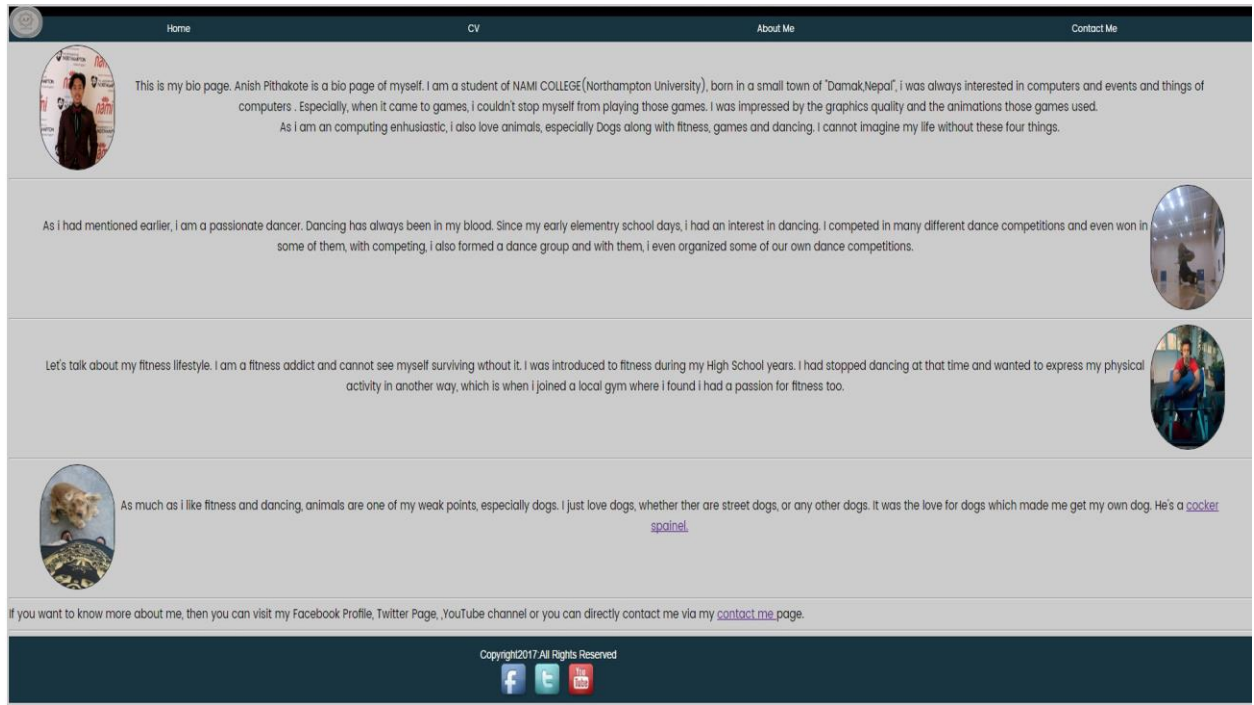 Home CV About Me Contact Me
This is my bio page. Anish Pithakote is a bio page of myself. I am a student of NAMI COLLEGE(Northampton University), born in a small town of "Damak,Nepal", i was always interested in computers and events and things of
computers . Especially, when it came to games, i couldn't stop myself from playing those games. I was impressed by the graphics quality and the animations those games used.
As i am an computing enhusiastic, i also love animals, especially Dogs along with fitness, games and dancing. I cannot imagine my life without these four things.
nami
As i had mentioned earlier, i am a passionate dancer. Dancing has always been in my blood. Since my early elementry school days, i had an interest in dancing. I competed in many different dance competitions and even won in
some of them, with competing, i also formed a dance group and with them, i even organized some of our own dance competitions.
Let's talk about my fitness lifestyle. I am a fitness addict and cannot see myself surviving wthout it. I was introduced to fitness during my High School years. I had stopped dancing at that time and wanted to express my physical
activity in another way, which is when i joined a local gym where i found i had a passion for fitness too.
As much as i like fitness and dancing, animals are one of my weak points, especially dogs. I just love dogs, whether ther are street dogs, or any other dogs. It was the love for dogs which made me get my own dog. He's a cocker
spainel.
If you want to know more about me, then you can visit my Facebook Profile, Twitter Page, ,YouTube channel or you can directly contact me via my contact me page.
Copyright2017:All Rights Reserved
f t You Tube